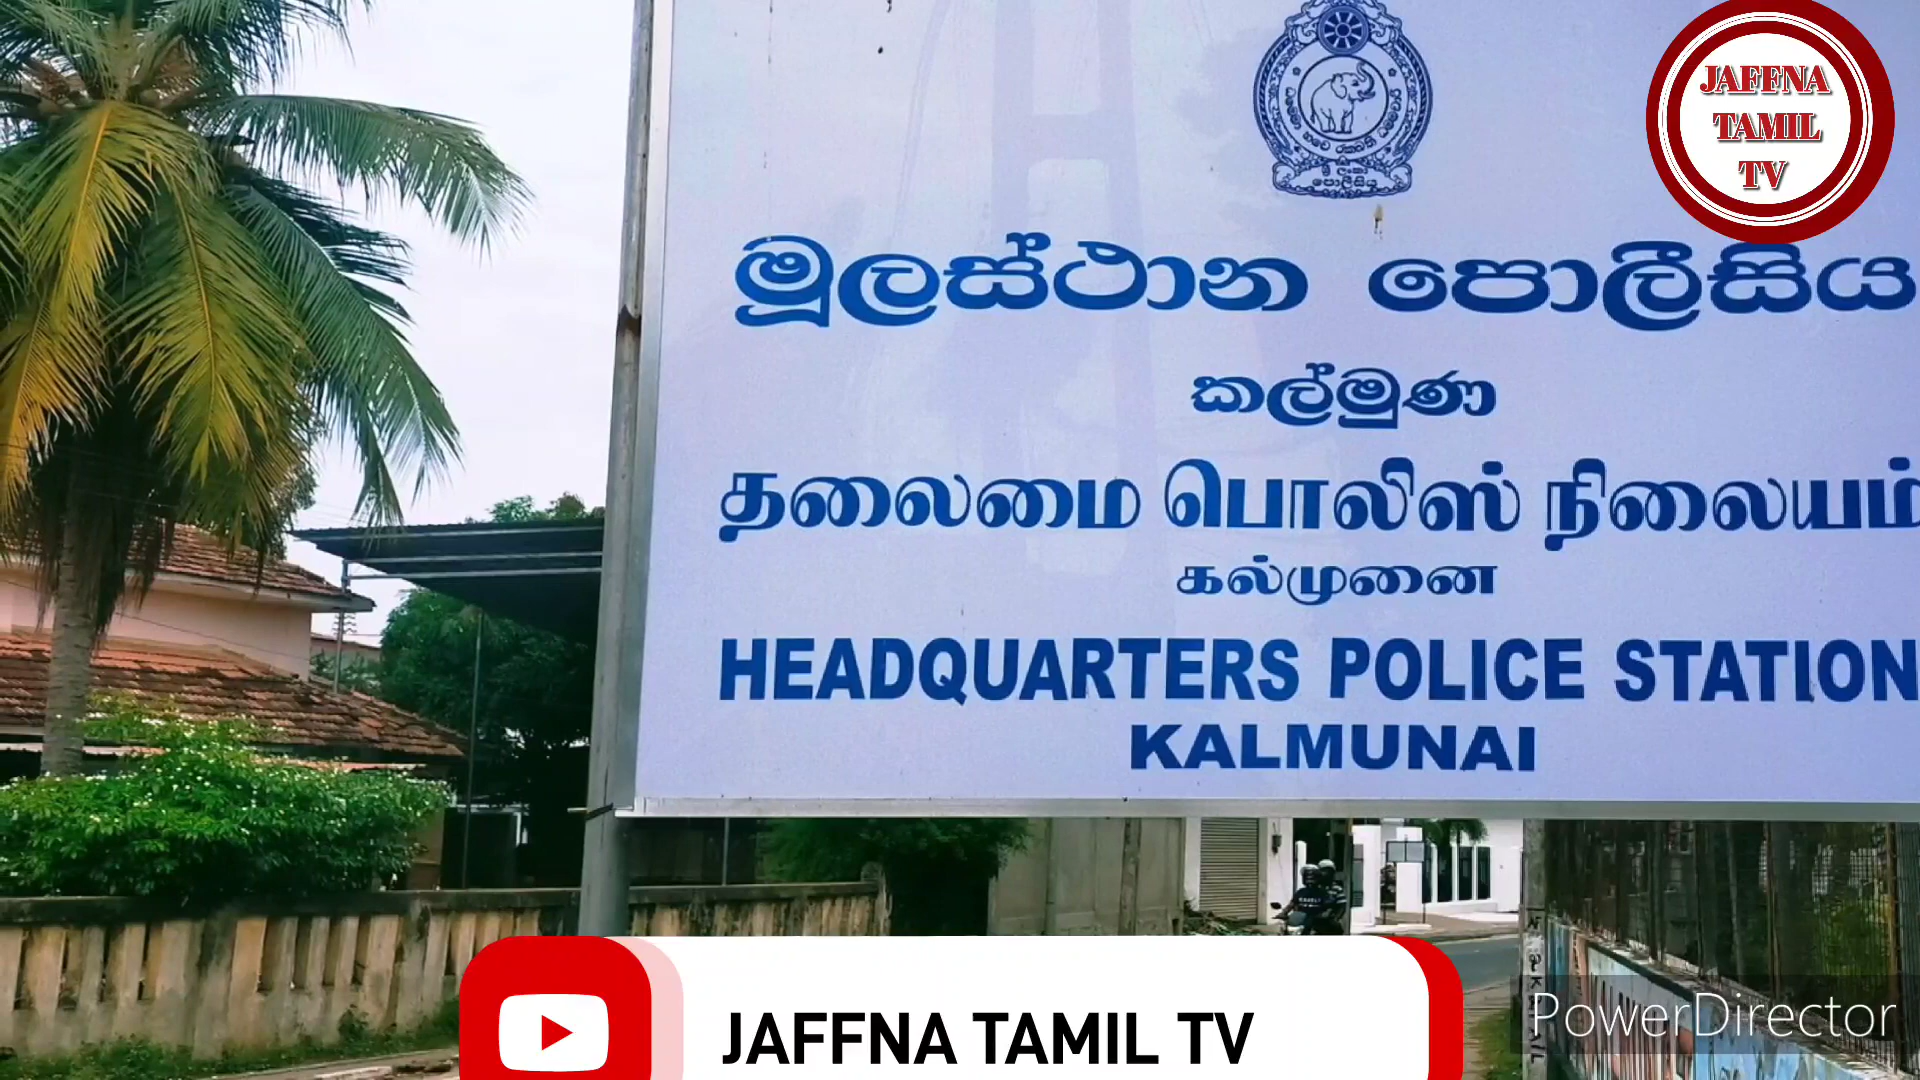 JAFFNA
TAMIL
TV
මූලස්ථාන පොලීසිය
කල්මුණ
தலைமை பொலிஸ் நிலையம்
கல்முனை
HEADQUARTERS POLICE STATION
KALMUNAI
JAFFNA TAMIL TV
PowerDirector